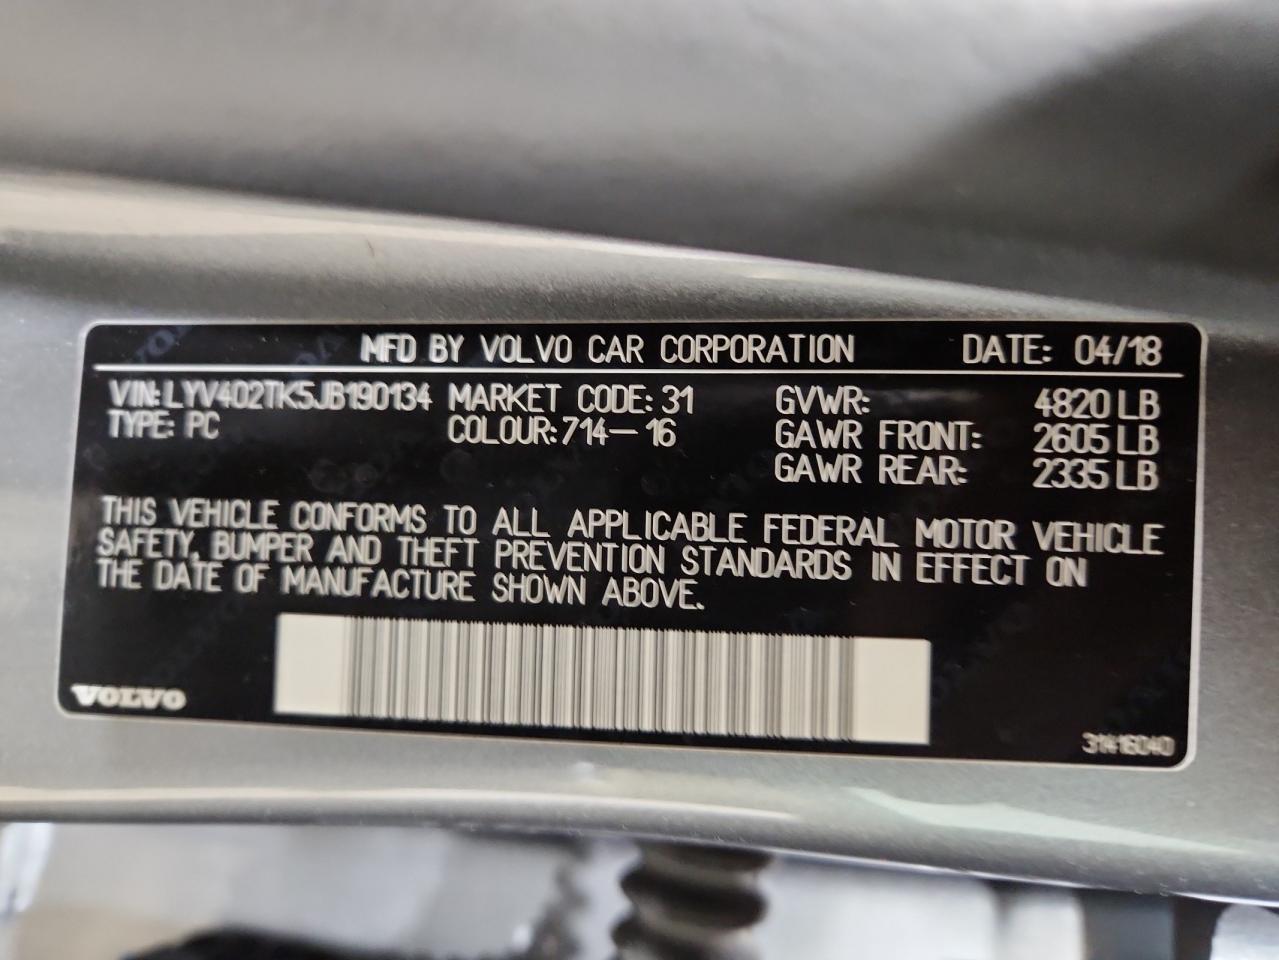 MFD BY VOLVO CAR CORPORATION DATE: 04/18
VIN:LYV402TK5JB190134 MARKET CODE: 31 GVWR: 4820 LB
TYPE: PC COLOUR:714-16 GAWR FRONT: 2605 LB
GAWR REAR: 2335 LB
THIS VEHICLE CONFORMS TO ALL APPLICABLE FEDERAL MOTOR VEHICLE
SAFETY, BUMPER AND THEFT PREVENTION STANDARDS IN EFFECT ON
THE DATE OF MANUFACTURE SHOWN ABOVE.
VOLVO
31416040